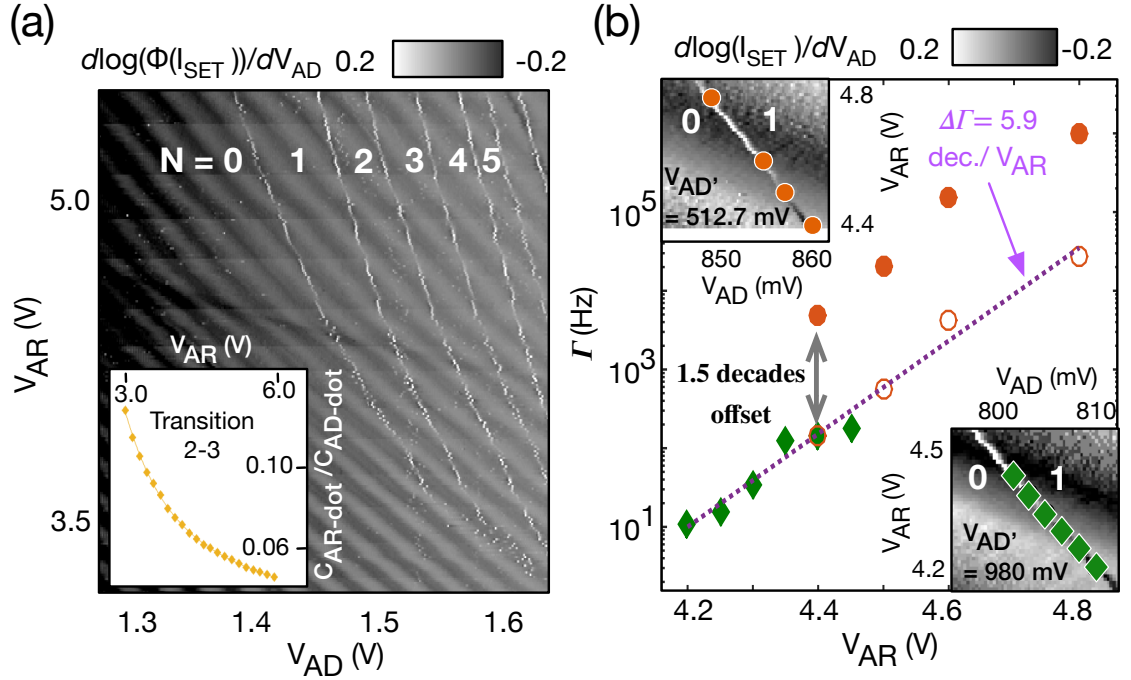 (a)
dlog(Φ(I_SET))/dV_AD 0.2 -0.2
N = 0 1 2 3 4 5
5.0
3.5
V_AR (V)
V_AR (V)
3.0 6.0
Transition
2-3
0.10
0.06
C_AR-dot /C_AD-dot
1.3 1.4 1.5 1.6
V_AD (V)
(b)
dlog(I_SET)/dV_AD 0.2 -0.2
0 1
V_AD'
= 512.7 mV
4.8
4.4
V_AR (V)
850 860
V_AD (mV)
ΔΓ = 5.9
dec./ V_AR
10^5
10^3
10^1
Γ (Hz)
1.5 decades
offset
V_AD (mV)
800 810
4.5
4.2
V_AR (V)
0 1
V_AD'
= 980 mV
4.2 4.4 4.6 4.8
V_AR (V)